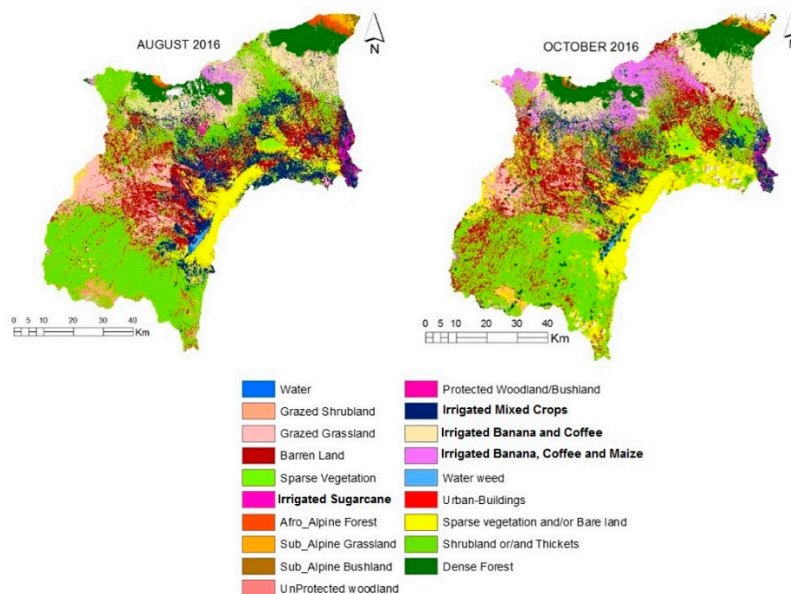 AUGUST 2016
N
OCTOBER 2016
N
0 5 10 20 30 40
Km
0 5 10 20 30 40
Km
Water
Grazed Shrubland
Grazed Grassland
Barren Land
Sparse Vegetation
Irrigated Sugarcane
Afro_Alpine Forest
Sub_Alpine Grassland
Sub_Alpine Bushland
UnProtected woodland
Protected Woodland/Bushland
Irrigated Mixed Crops
Irrigated Banana and Coffee
Irrigated Banana, Coffee and Maize
Water weed
Urban-Buildings
Sparse vegetation and/or Bare land
Shrubland or/and Thickets
Dense Forest